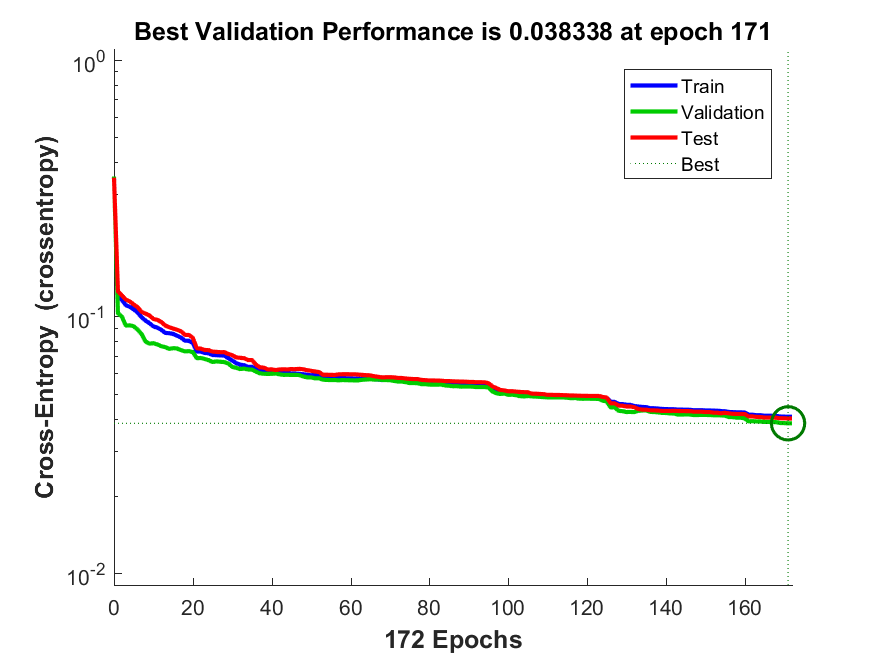 Best Validation Performance is 0.038338 at epoch 171
10^0
10^-1
10^-2
Cross-Entropy (crossentropy)
Train
Validation
Test
Best
0 20 40 60 80 100 120 140 160
172 Epochs